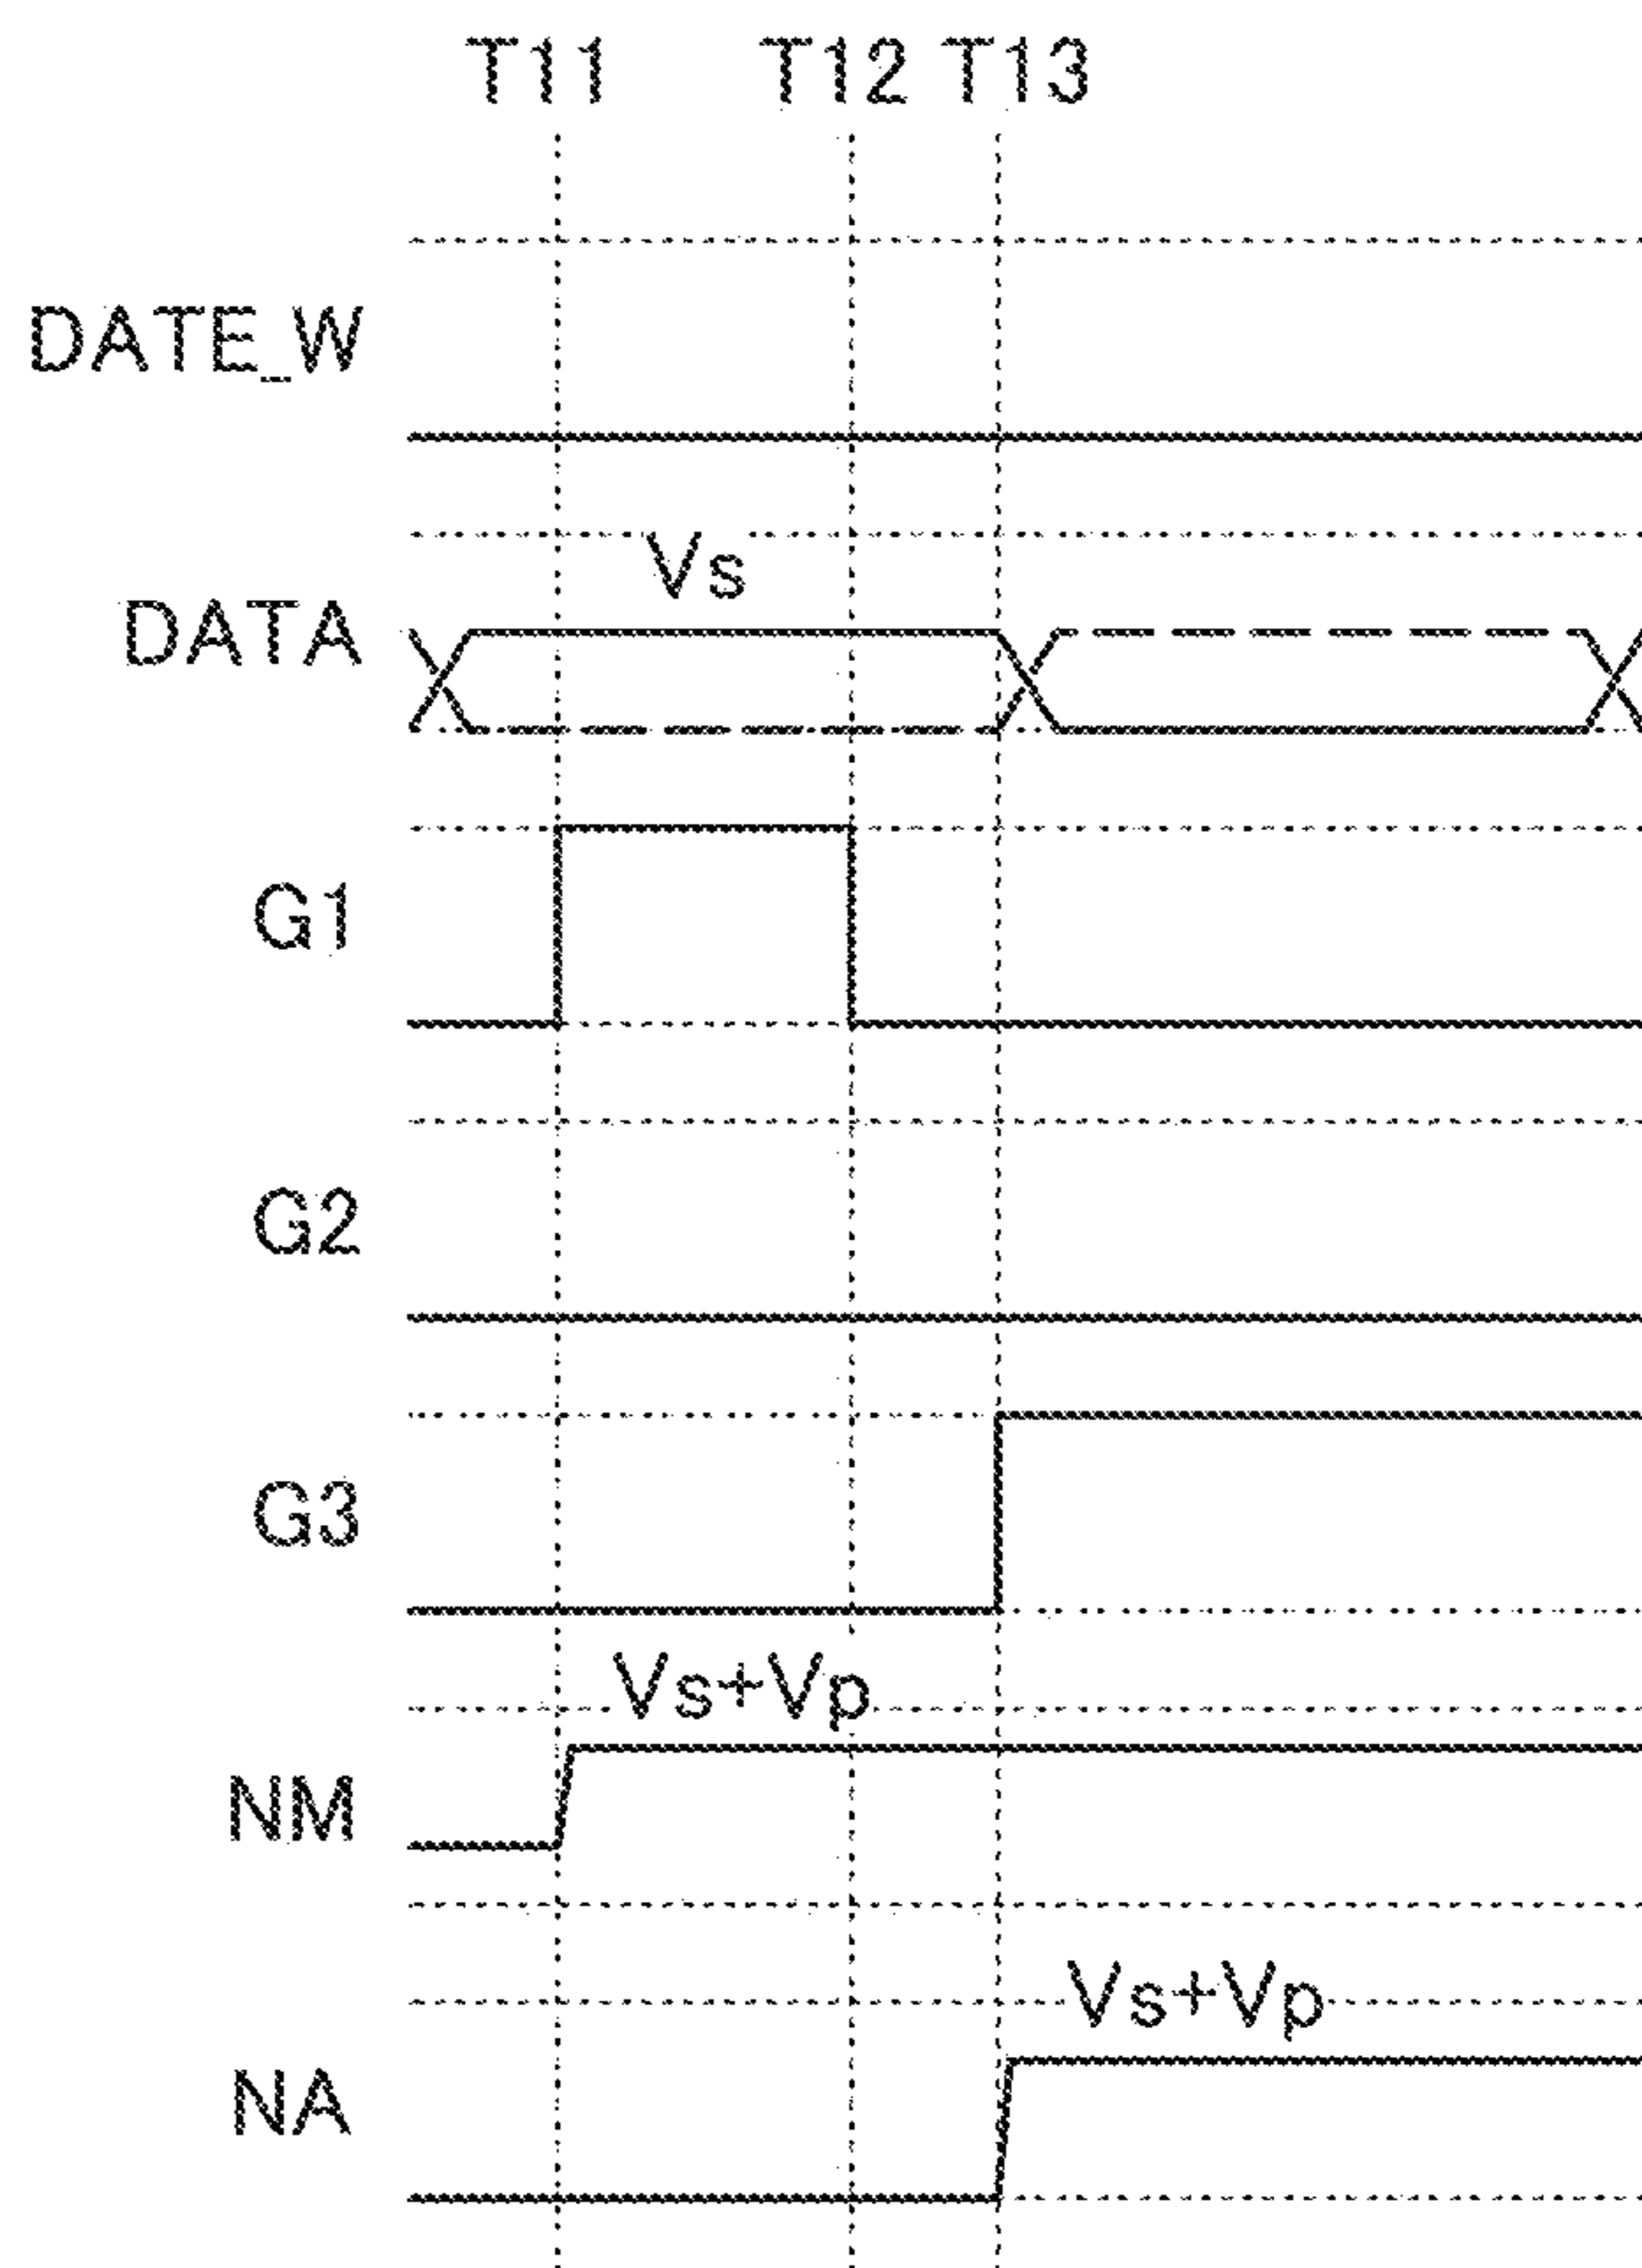 T11 T12 T13
DATE_W
Vs
DATA
G1
G2
G3
Vs+Vp
NM
Vs+Vp
NA